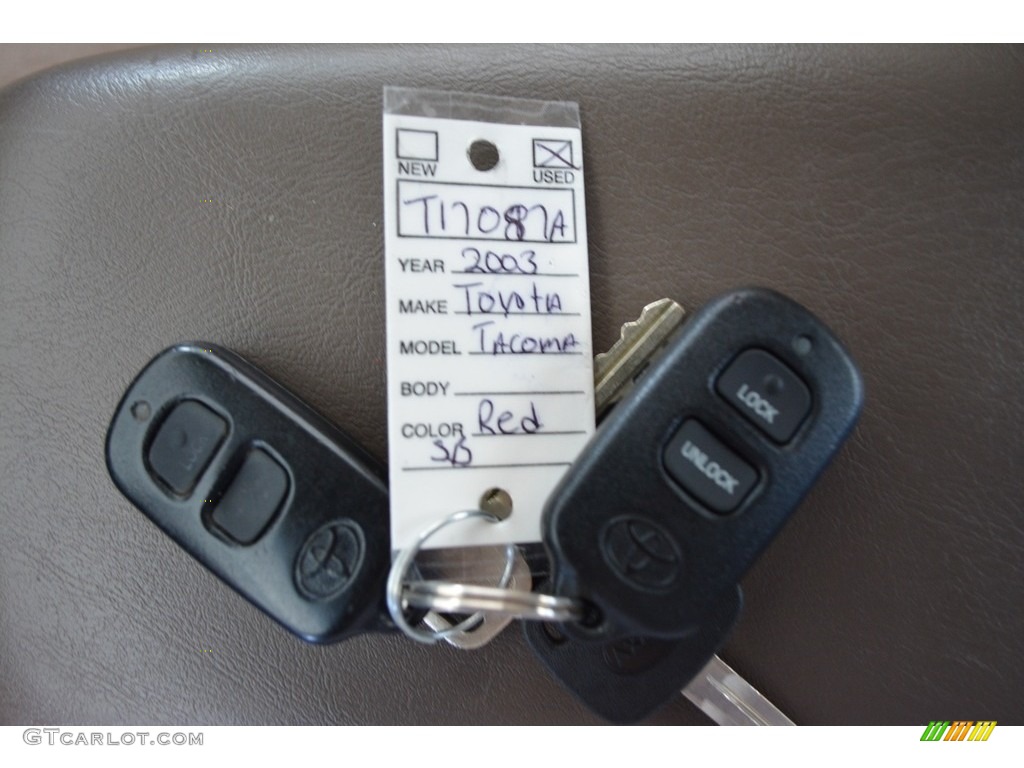 NEW USED
T17087A
YEAR 2003
MAKE Toyota
MODEL TACOMA
BODY
COLOR Red
SB
LOCK
UNLOCK
GTCARLOT.COM